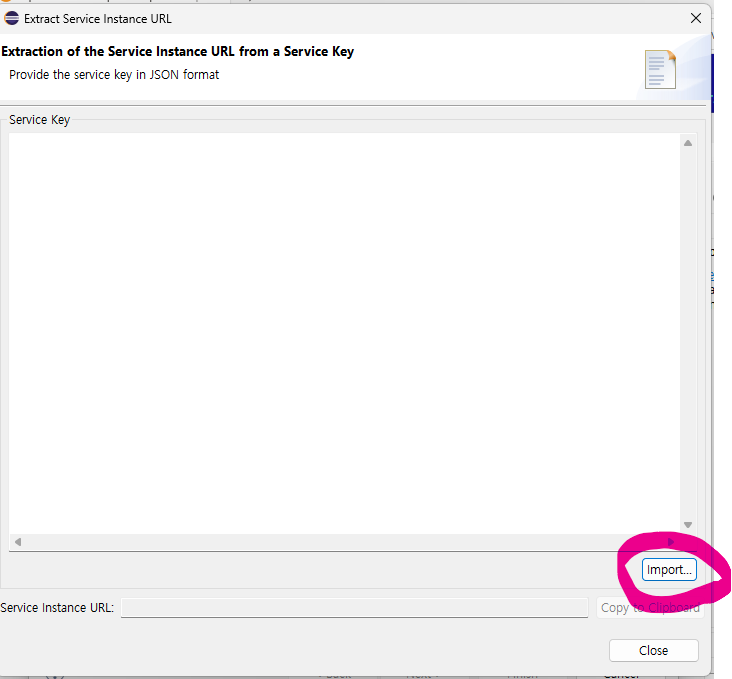 Extract Service Instance URL
Extraction of the Service Instance URL from a Service Key
Provide the service key in JSON format
Service Key
Import...
Service Instance URL:
Copy to Clipboard
Close
Cancel